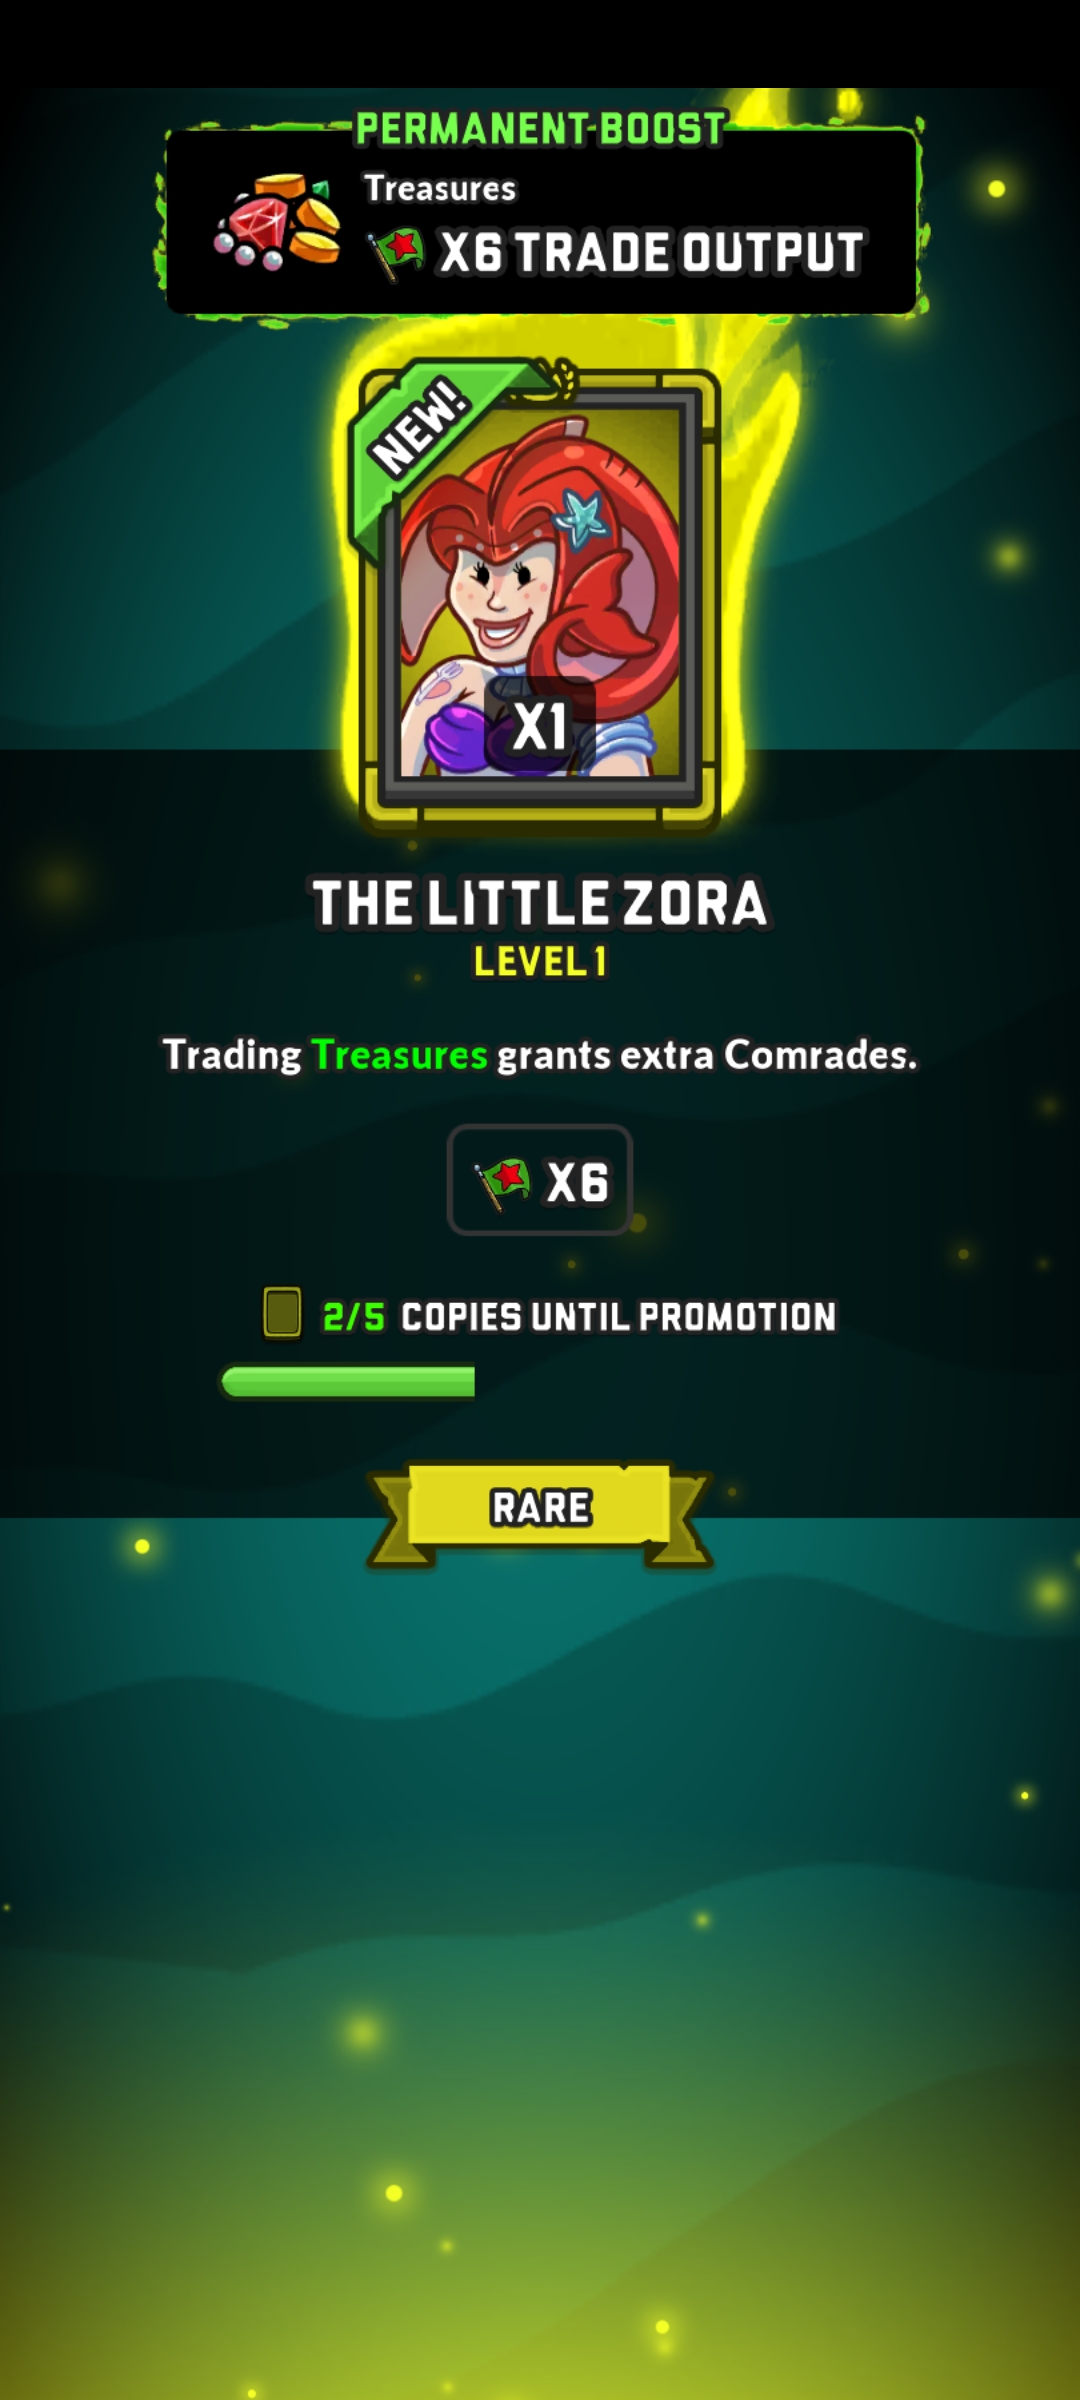 PERMANENT BOOST
Treasures
X6 TRADE OUTPUT
NEW!
X1
THE LITTLE ZORA
LEVEL 1
Trading Treasures grants extra Comrades.
X6
2/5 COPIES UNTIL PROMOTION
RARE